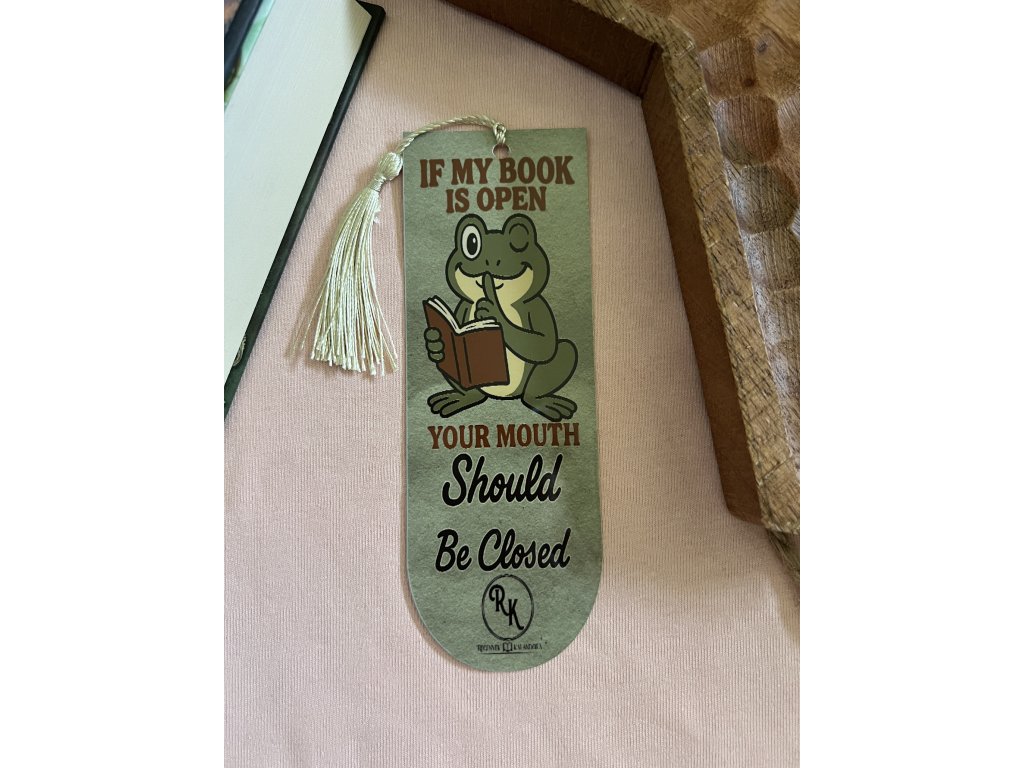 IF MY BOOK
IS OPEN
YOUR MOUTH
Should
Be Closed
RK